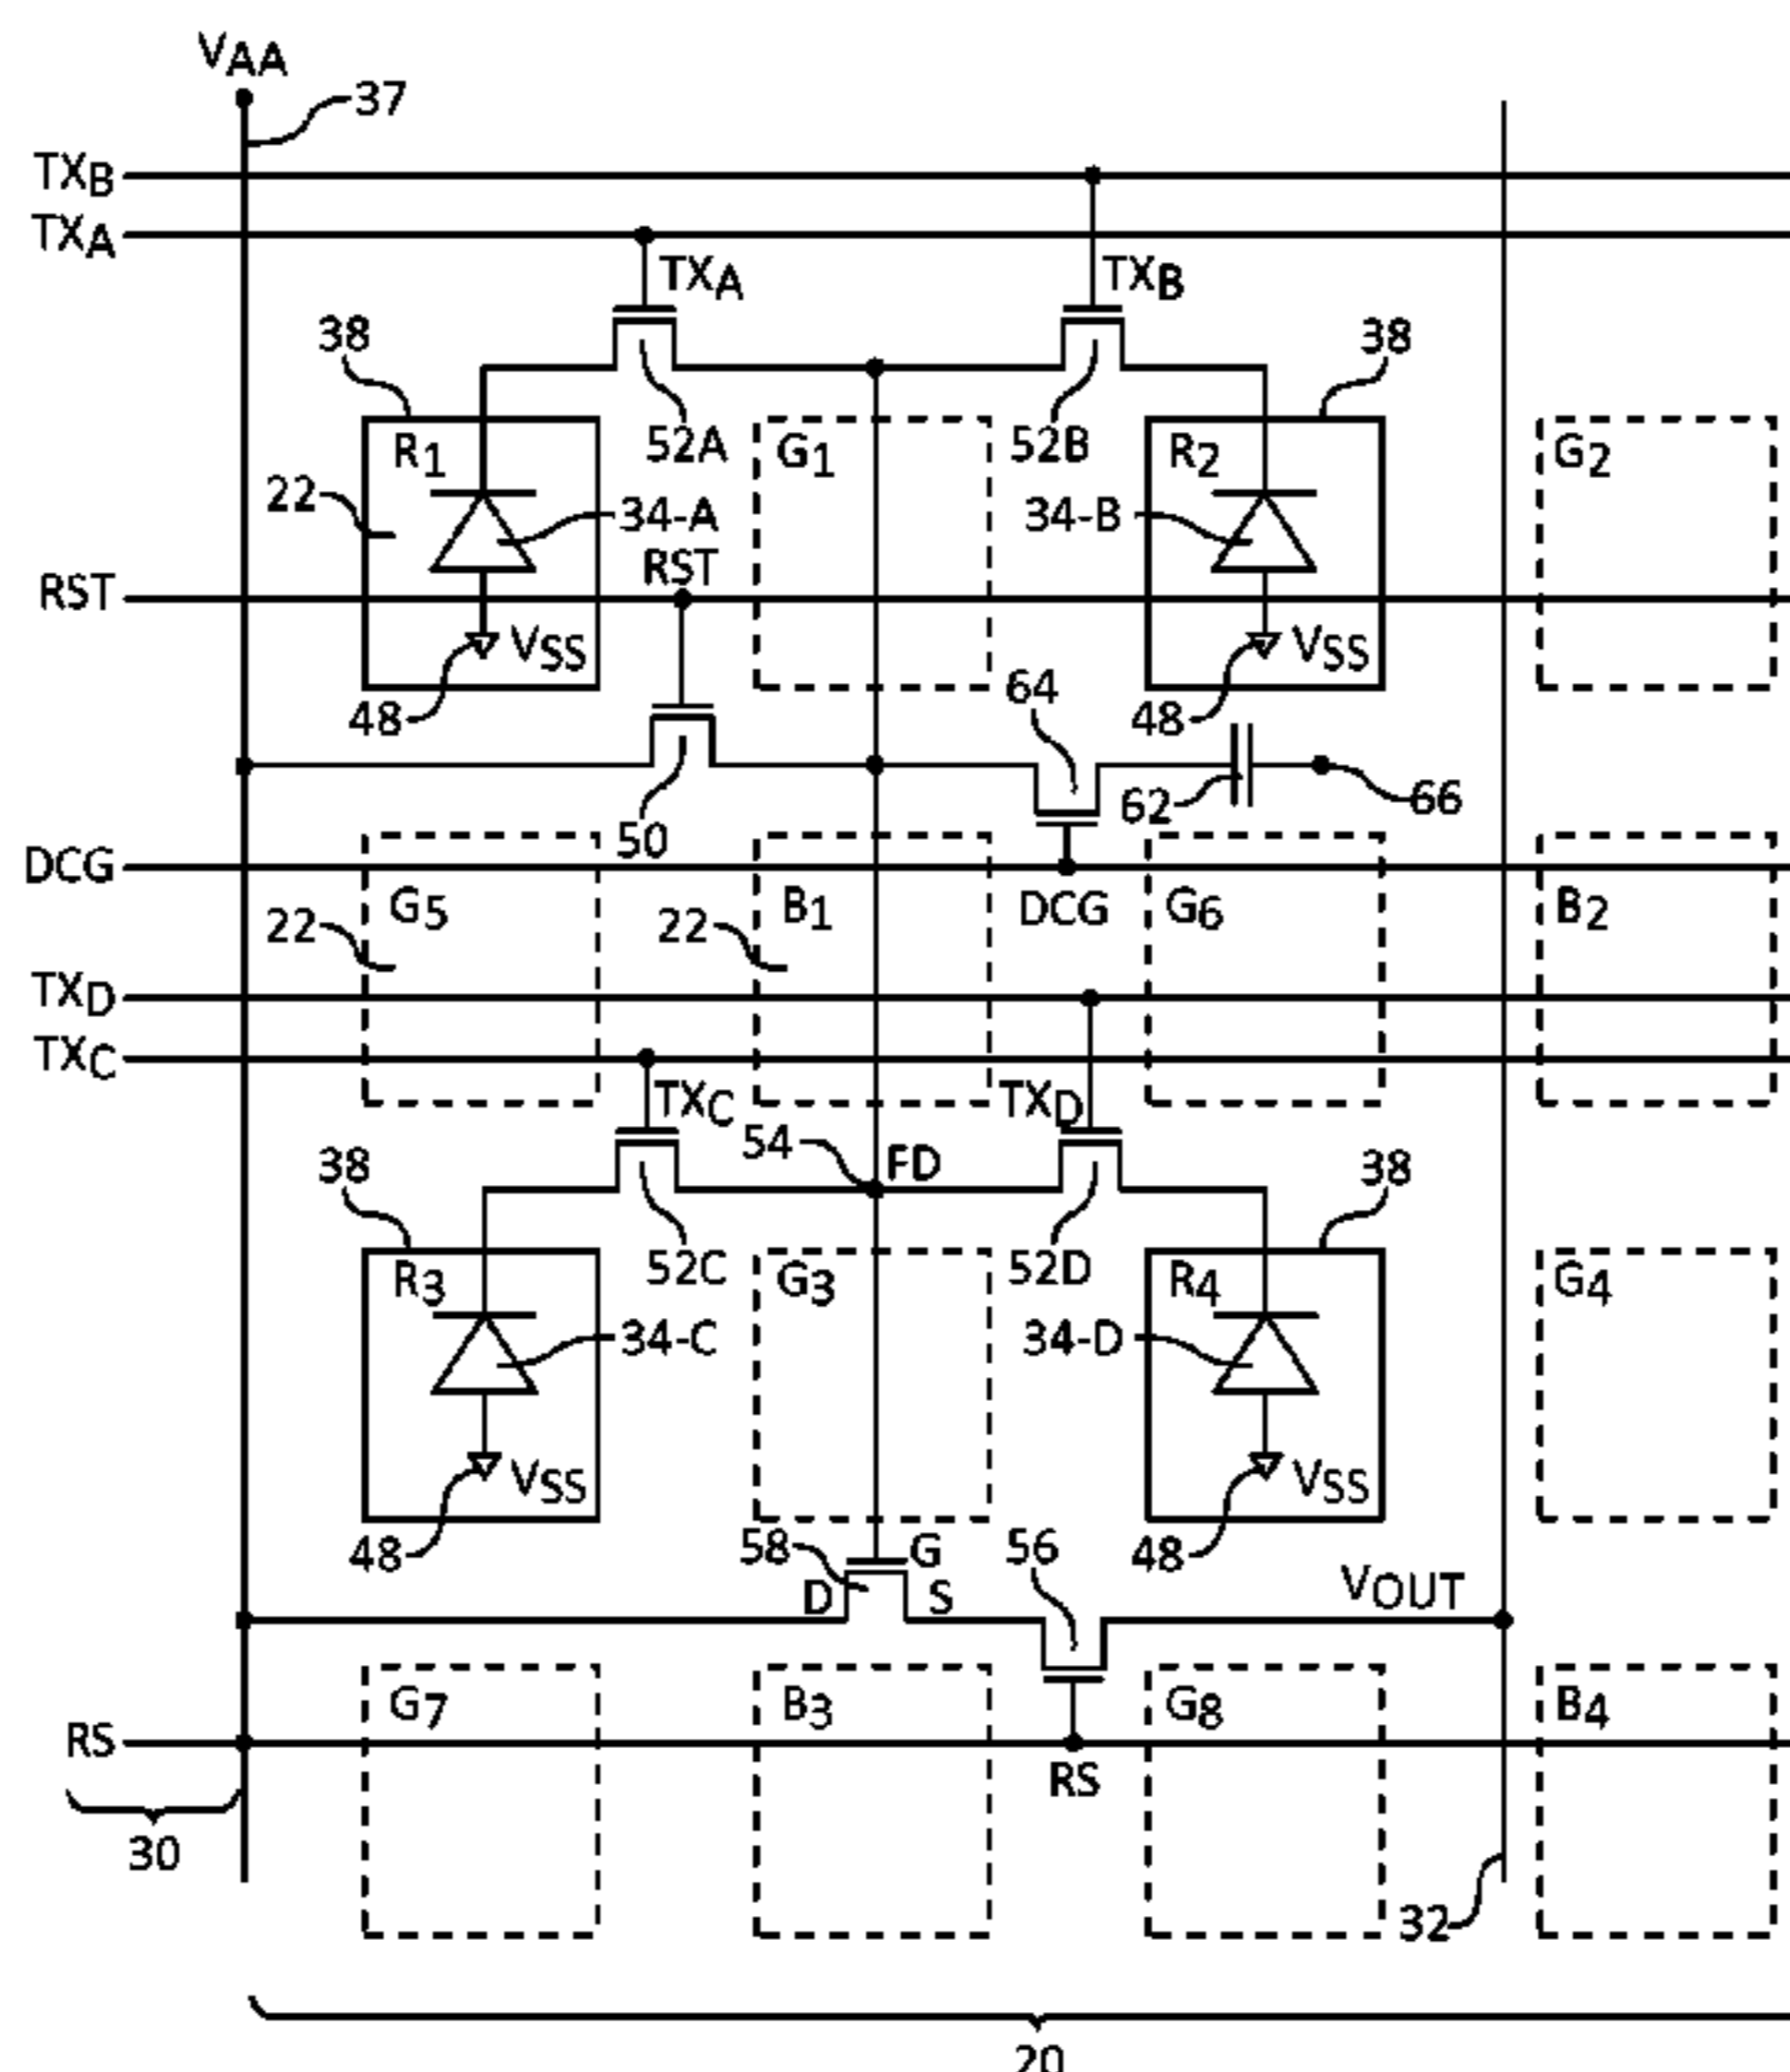 VAA
37
TXB
TXA
TXA
TXB
38
38
R1
52A
G1
52B
R2
G2
22
34-A
34-B
RST
RST
VSS
VSS
48
64
48
62
66
50
DCG
G5
B1
DCG
G6
B2
22
22
TXD
TXC
TXC
TXD
54
FD
38
38
R3
52C
G3
52D
R4
G4
34-C
34-D
VSS
VSS
48
58
G
56
48
D
S
VOUT
G7
B3
G8
B4
RS
RS
30
32
20